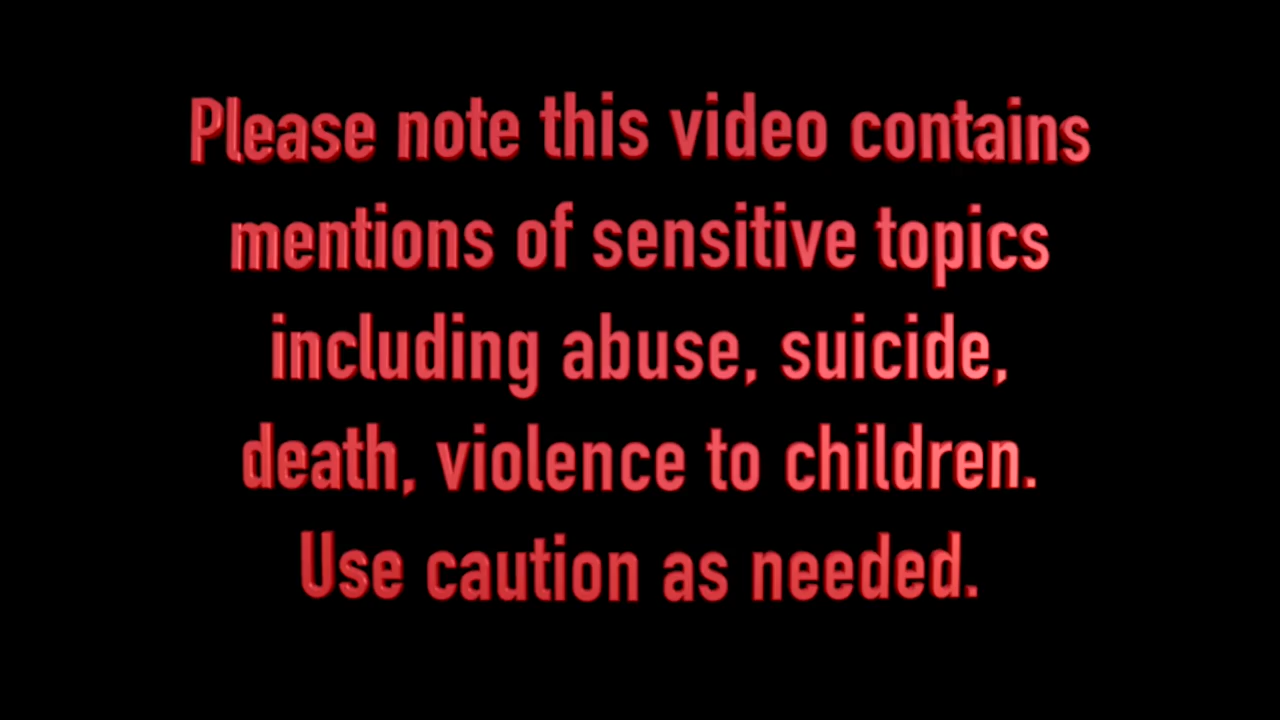 Please note this video contains
mentions of sensitive topics
including abuse, suicide,
death, violence to children.
Use caution as needed.